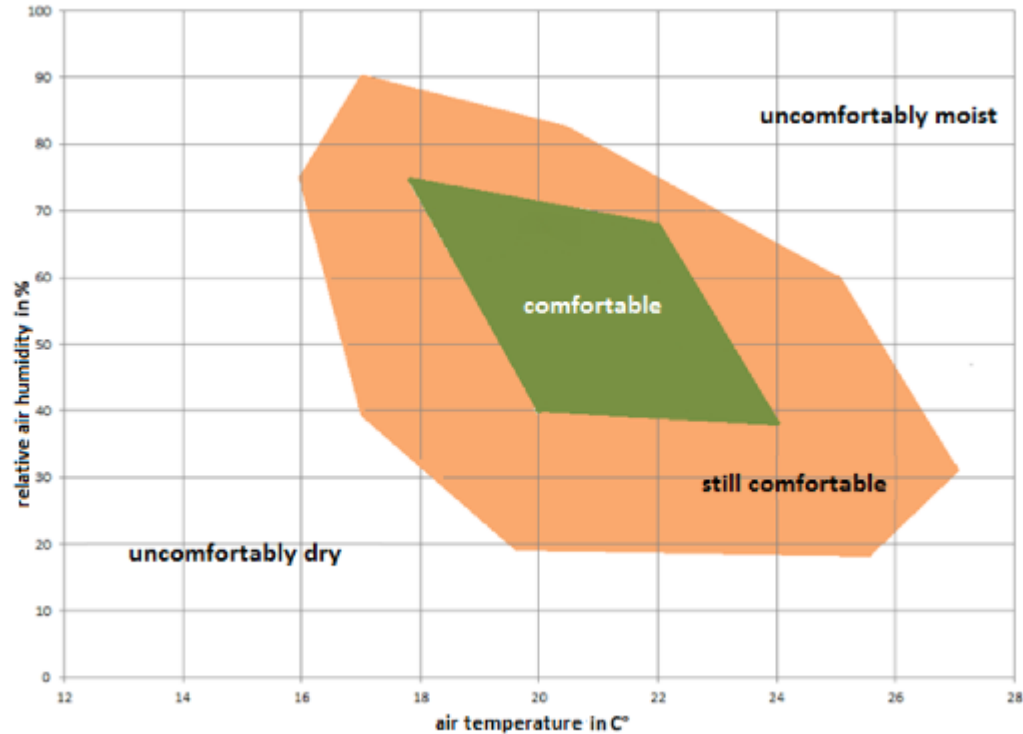 100
90
uncomfortably moist
80
70
60
comfortable
50
40
30
still comfortable
20
uncomfortably dry
10
0
relative air humidity in %
12 14 16 18 20 22 24 26 28
air temperature in C°